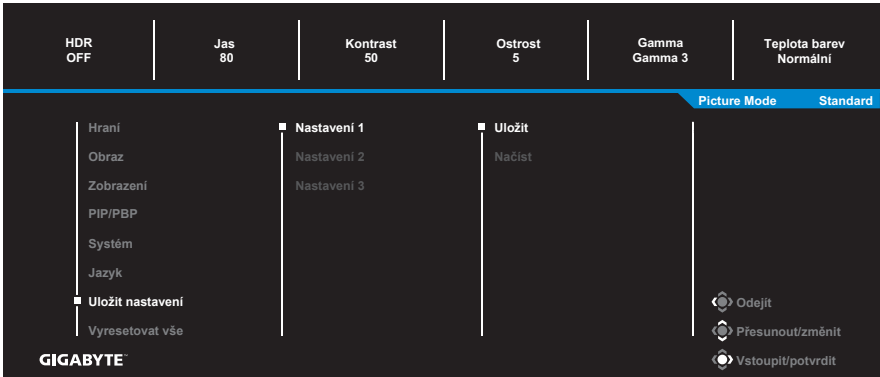 HDR Jas Kontrast Ostrost Gamma Teplota barev
OFF 80 50 5 Gamma 3 Normální
Picture Mode Standard
Hraní Nastavení 1 Uložit
Obraz Nastavení 2 Načíst
Zobrazení Nastavení 3
PIP/PBP
Systém
Jazyk
Uložit nastavení Odejít
Vyresetovat vše Přesunout/změnit
GIGABYTE™ Vstoupit/potvrdit